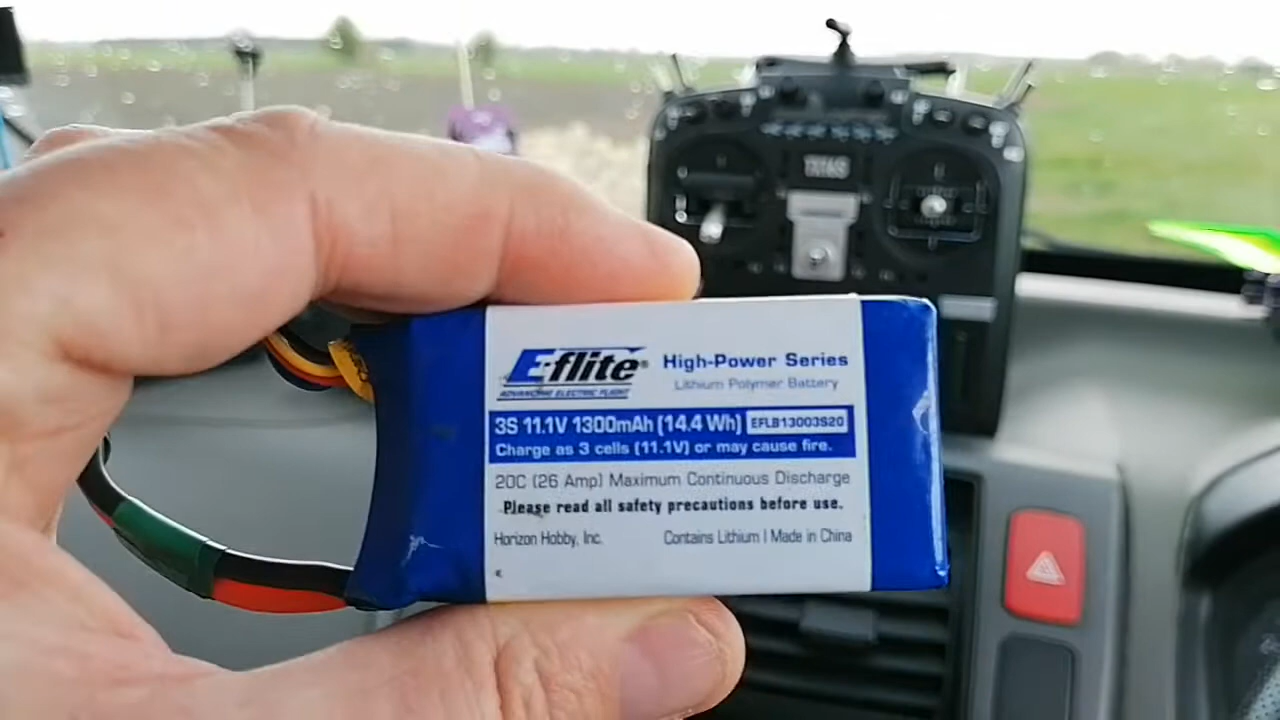 TX16S
E-flite®
ADVANCING ELECTRIC FLIGHT
High-Power Series
Lithium Polymer Battery
3S 11.1V 1300mAh (14.4 Wh) EFLB13003S20
Charge as 3 cells (11.1V) or may cause fire.
20C (26 Amp) Maximum Continuous Discharge
Please read all safety precautions before use.
Horizon Hobby, Inc. Contains Lithium | Made in China